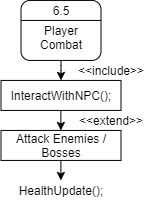 6.5
Player
Combat
<<include>>
InteractWithNPC();
<<extend>>
Attack Enemies /
Bosses
HealthUpdate();